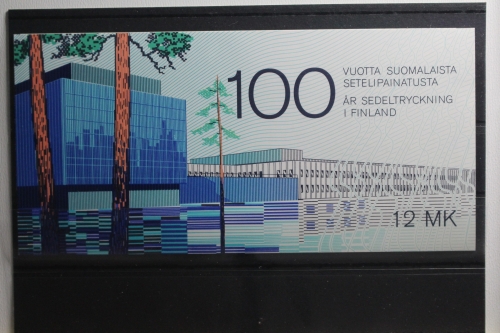 100
VUOTTA SUOMALAISTA
SETELIPAINATUSTA
ÅR SEDELTRYCKNING
I FINLAND
12 MK